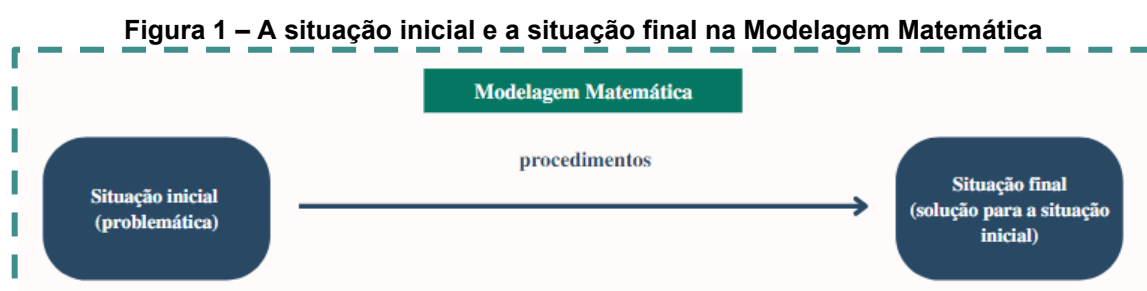 Figura 1 – A situação inicial e a situação final na Modelagem Matemática
Modelagem Matemática
procedimentos
Situação inicial
(problemática)
Situação final
(solução para a situação
inicial)